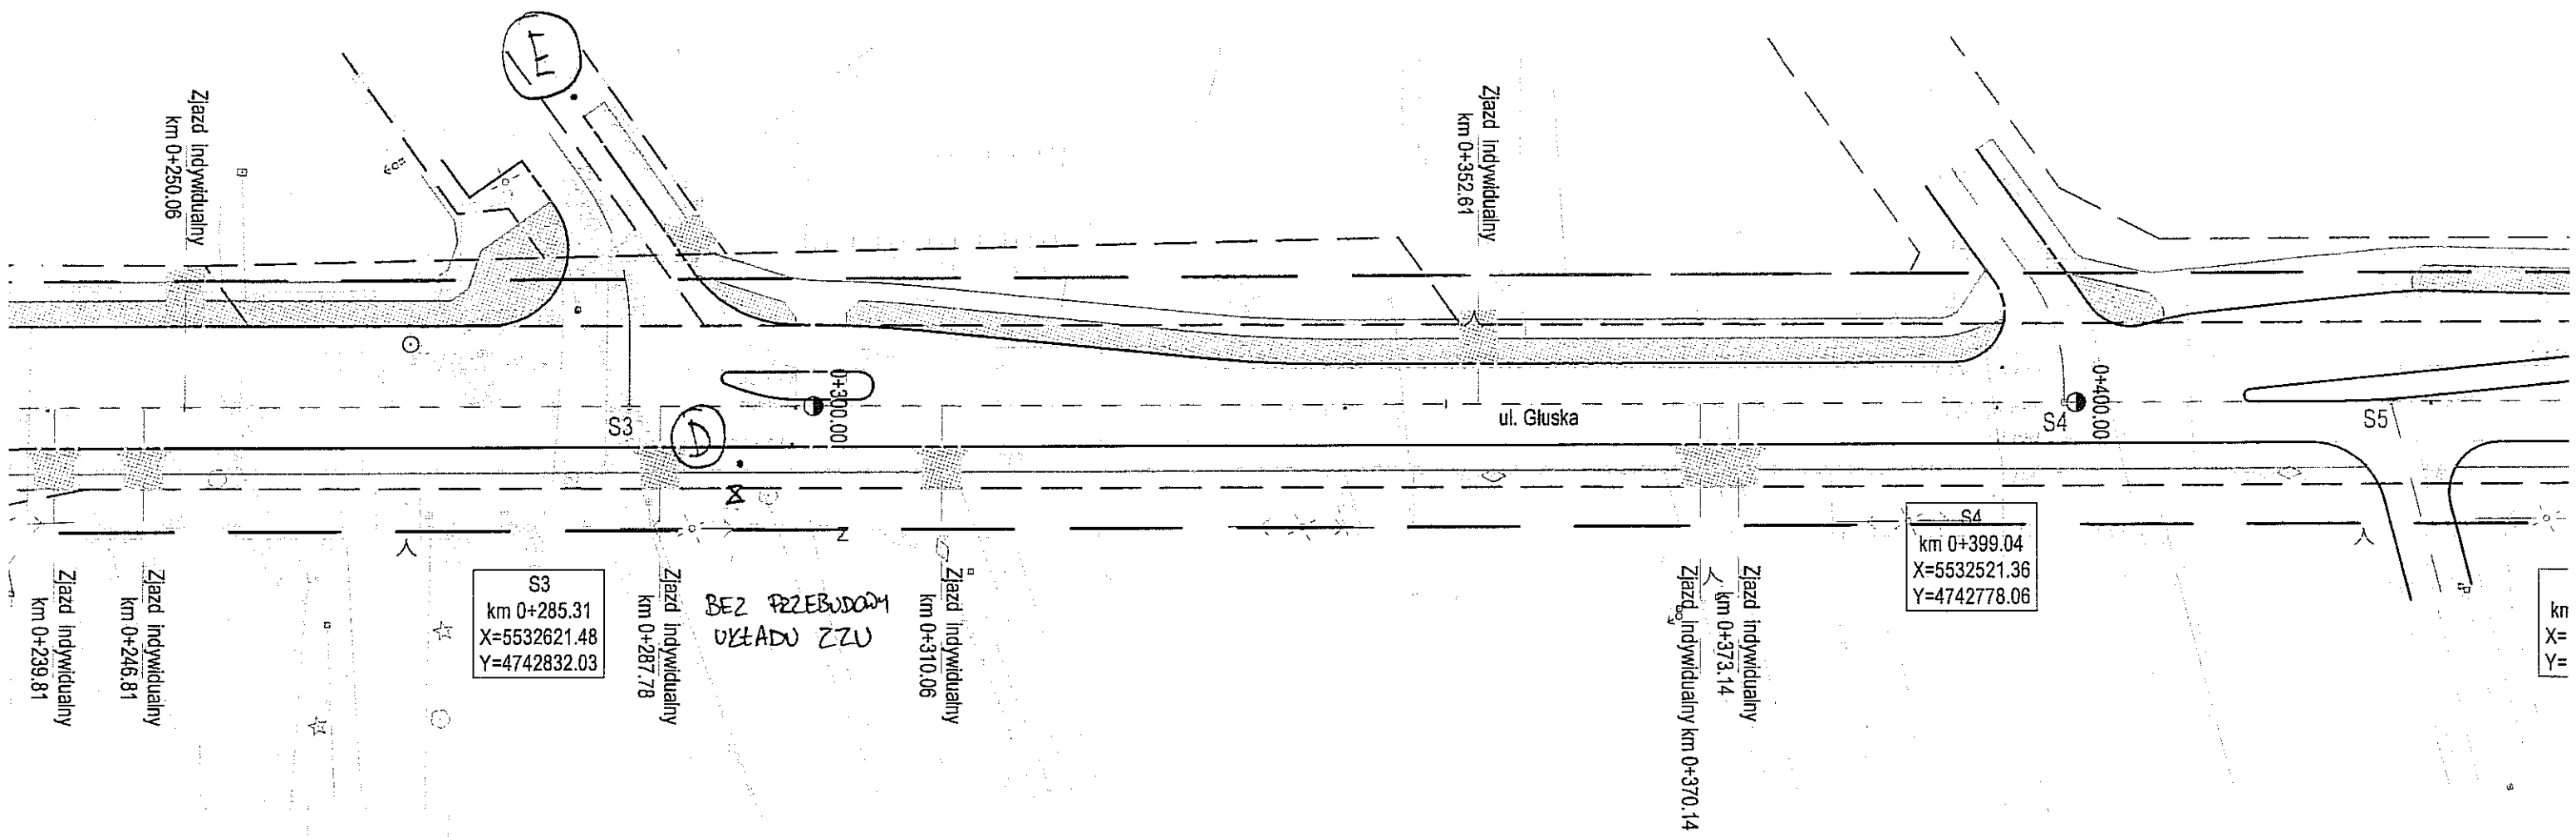 E
Zjazd indywidualny
km 0+250.06
Zjazd indywidualny
km 0+352.61
0+300.00
0+400.00
S3
D
ul. Głuska
S4
S5
Z
Zjazd indywidualny
km 0+239.81
Zjazd indywidualny
km 0+246.81
S3
km 0+285.31
X=5532621.48
Y=4742832.03
Zjazd indywidualny
km 0+287.78
BEZ PRZEBUDOWY
UKŁADU ZZU
Zjazd indywidualny
km 0+310.06
Zjazd indywidualny km 0+370.14
Zjazd indywidualny
km 0+373.14
S4
km 0+399.04
X=5532521.36
Y=4742778.06
km
X=
Y=